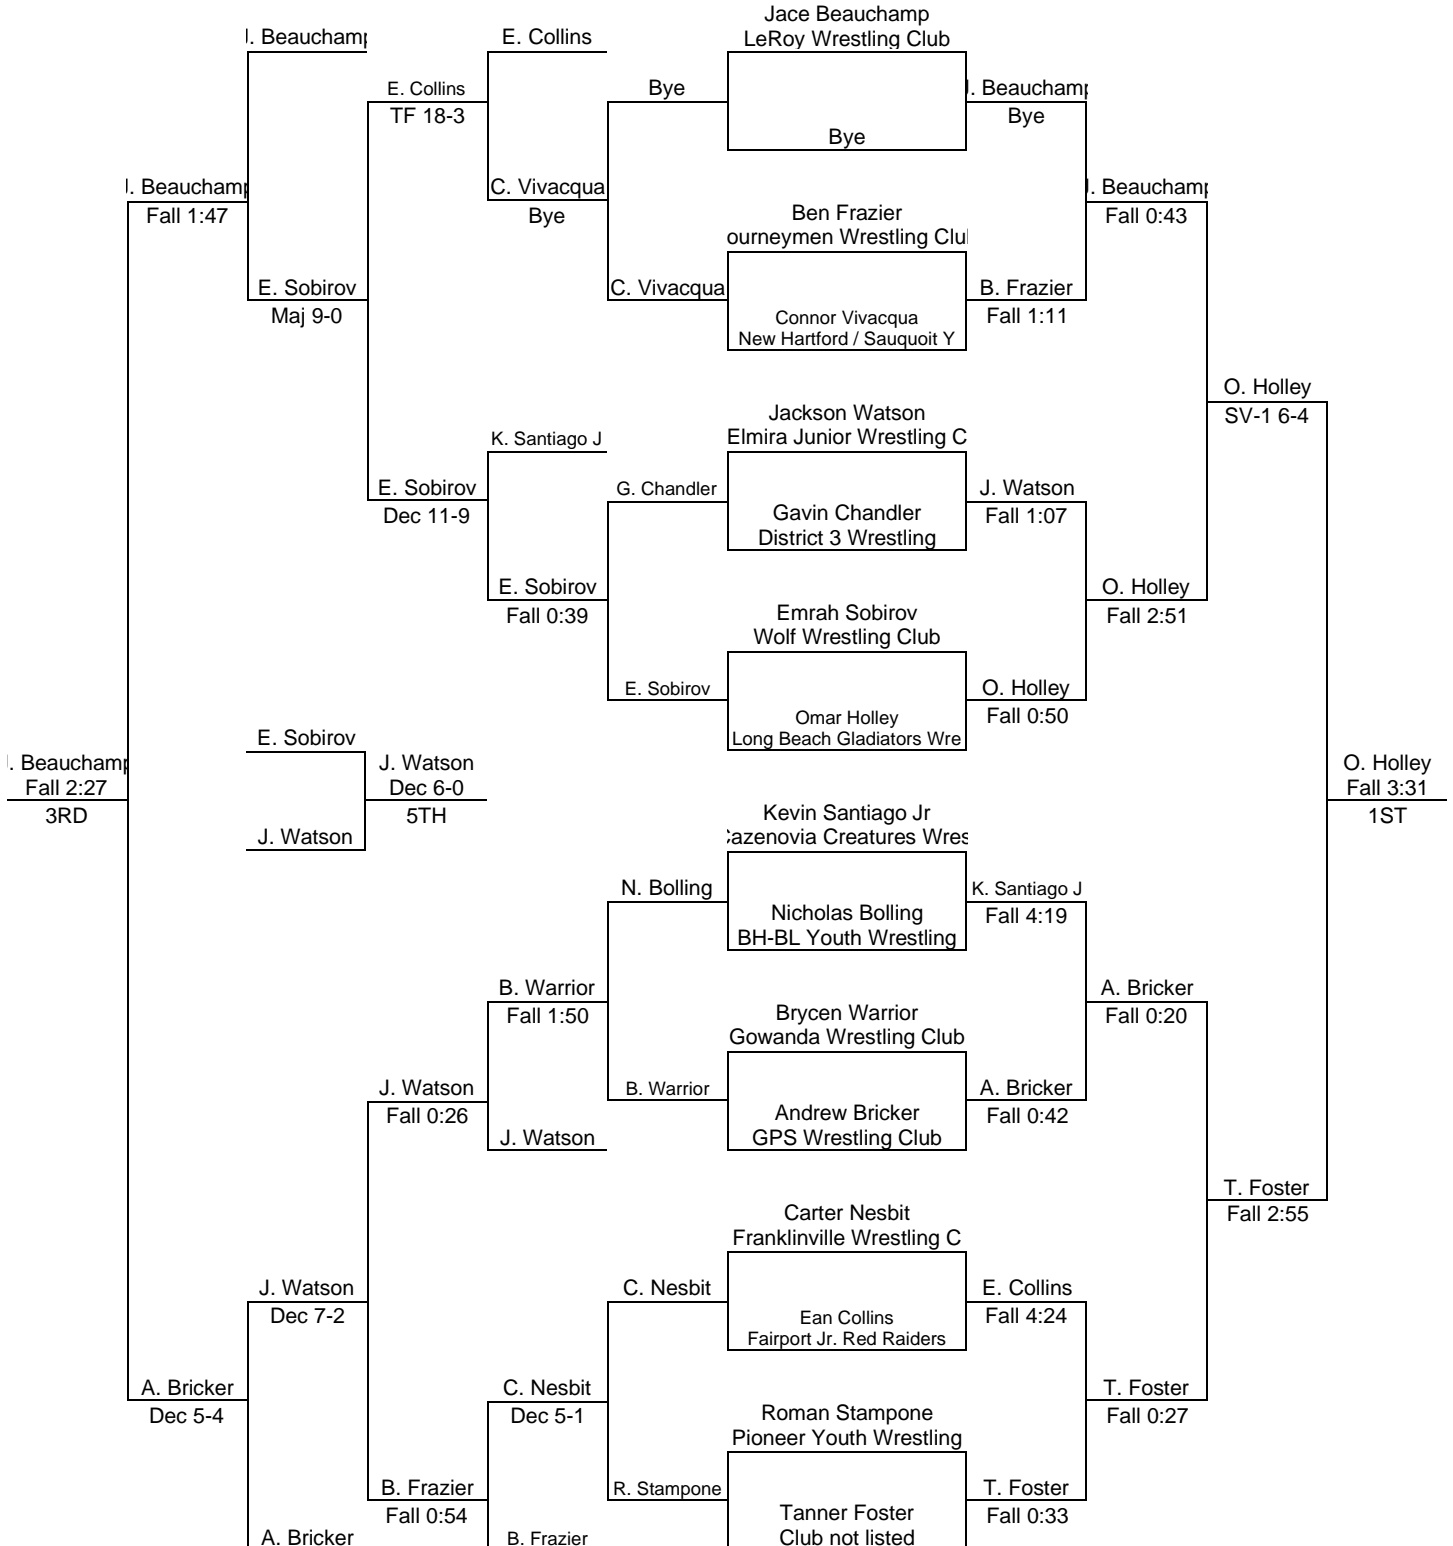 Jace Beauchamp
J. Beauchamp
E. Collins
LeRoy Wrestling Club
E. Collins
TF 18-3
Bye
J. Beauchamp
Bye
Bye
J. Beauchamp
Fall 1:47
C. Vivacqua
Bye
J. Beauchamp
Fall 0:43
Ben Frazier
ourneymen Wrestling Clu
E. Sobirov
Maj 9-0
C. Vivacqua
B. Frazier
Fall 1:11
Connor Vivacqua
New Hartford / Sauquoit Y
O. Holley
SV-1 6-4
Jackson Watson
Elmira Junior Wrestling C
K. Santiago J
E. Sobirov
Dec 11-9
G. Chandler
J. Watson
Fall 1:07
Gavin Chandler
District 3 Wrestling
E. Sobirov
Fall 0:39
O. Holley
Fall 2:51
Emrah Sobirov
Wolf Wrestling Club
E. Sobirov
O. Holley
Fall 0:50
Omar Holley
Long Beach Gladiators Wre
E. Sobirov
J. Beauchamp
Fall 2:27
3RD
J. Watson
Dec 6-0
5TH
J. Watson
O. Holley
Fall 3:31
1ST
Kevin Santiago Jr
Cazenovia Creatures Wres
N. Bolling
K. Santiago J
Fall 4:19
Nicholas Bolling
BH-BL Youth Wrestling
B. Warrior
Fall 1:50
A. Bricker
Fall 0:20
Brycen Warrior
Gowanda Wrestling Club
J. Watson
Fall 0:26
B. Warrior
A. Bricker
Fall 0:42
Andrew Bricker
GPS Wrestling Club
J. Watson
T. Foster
Fall 2:55
Carter Nesbit
Franklinville Wrestling C
J. Watson
Dec 7-2
C. Nesbit
E. Collins
Fall 4:24
Ean Collins
Fairport Jr. Red Raiders
A. Bricker
Dec 5-4
C. Nesbit
Dec 5-1
T. Foster
Fall 0:27
Roman Stampone
Pioneer Youth Wrestling
B. Frazier
Fall 0:54
R. Stampone
T. Foster
Fall 0:33
Tanner Foster
Club not listed
A. Bricker
B. Frazier